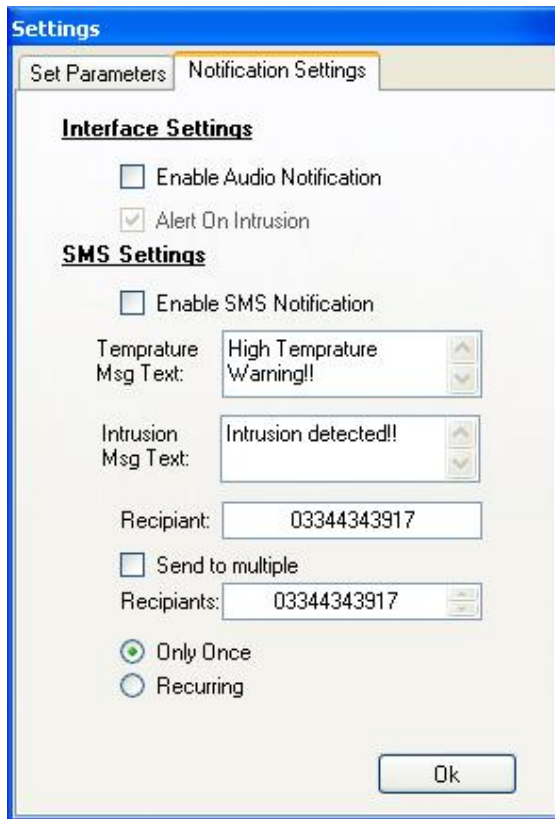 Settings
Set Parameters Notification Settings
Interface Settings
Enable Audio Notification
Alert On Intrusion
SMS Settings
Enable SMS Notification
Temprature High Temprature
Msg Text: Warning!!
Intrusion Intrusion detected!!
Msg Text:
Recipiant: 03344343917
Send to multiple
Recipiants: 03344343917
Only Once
Recurring
Ok